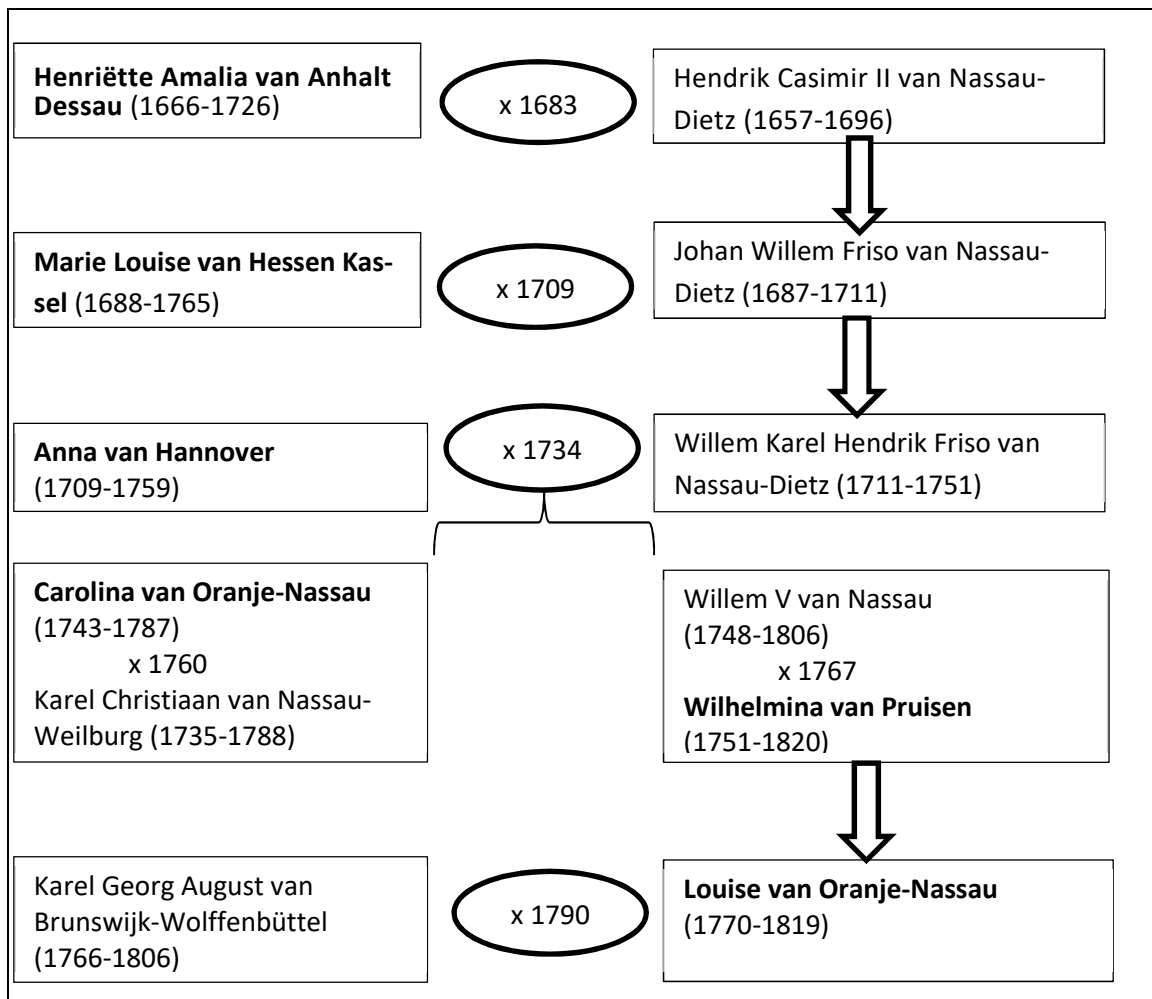 Henriëtte Amalia van Anhalt
Dessau (1666-1726)
x 1683
Hendrik Casimir II van Nassau-
Dietz (1657-1696)
Marie Louise van Hessen Kas-
sel (1688-1765)
x 1709
Johan Willem Friso van Nassau-
Dietz (1687-1711)
Anna van Hannover
(1709-1759)
x 1734
Willem Karel Hendrik Friso van
Nassau-Dietz (1711-1751)
Carolina van Oranje-Nassau
(1743-1787)
x 1760
Karel Christiaan van Nassau-
Weilburg (1735-1788)
Willem V van Nassau
(1748-1806)
x 1767
Wilhelmina van Pruisen
(1751-1820)
Karel Georg August van
Brunswijk-Wolffenbüttel
(1766-1806)
x 1790
Louise van Oranje-Nassau
(1770-1819)